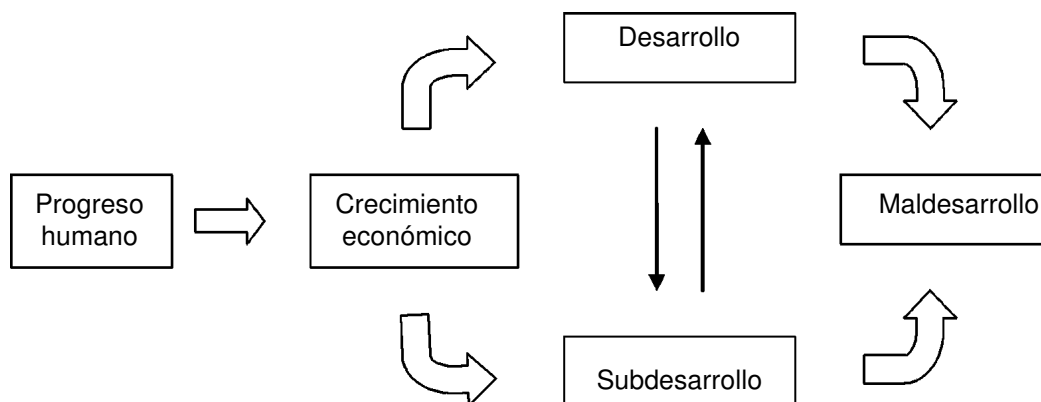 Desarrollo
Progreso
humano
Crecimiento
económico
Maldesarrollo
Subdesarrollo